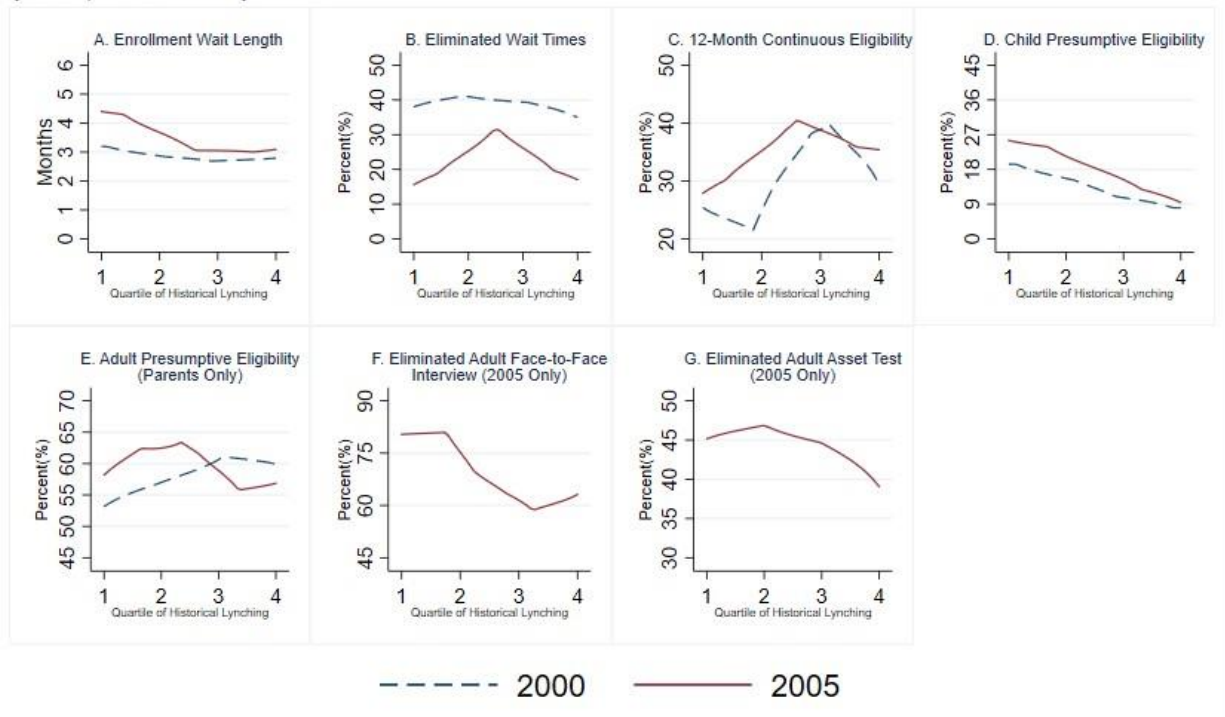 A. Enrollment Wait Length
Months
0 1 2 3 4 5 6
1 2 3 4
Quartile of Historical Lynching
B. Eliminated Wait Times
Percent(%)
0 10 20 30 40 50
1 2 3 4
Quartile of Historical Lynching
C. 12-Month Continuous Eligibility
Percent(%)
20 30 40 50
1 2 3 4
Quartile of Historical Lynching
D. Child Presumptive Eligibility
Percent(%)
0 9 18 27 36 45
1 2 3 4
Quartile of Historical Lynching
E. Adult Presumptive Eligibility
(Parents Only)
Percent(%)
45 50 55 60 65 70
1 2 3 4
Quartile of Historical Lynching
F. Eliminated Adult Face-to-Face
Interview (2005 Only)
Percent(%)
45 60 75 90
1 2 3 4
Quartile of Historical Lynching
G. Eliminated Adult Asset Test
(2005 Only)
Percent(%)
30 35 40 45 50
1 2 3 4
Quartile of Historical Lynching
2000 2005